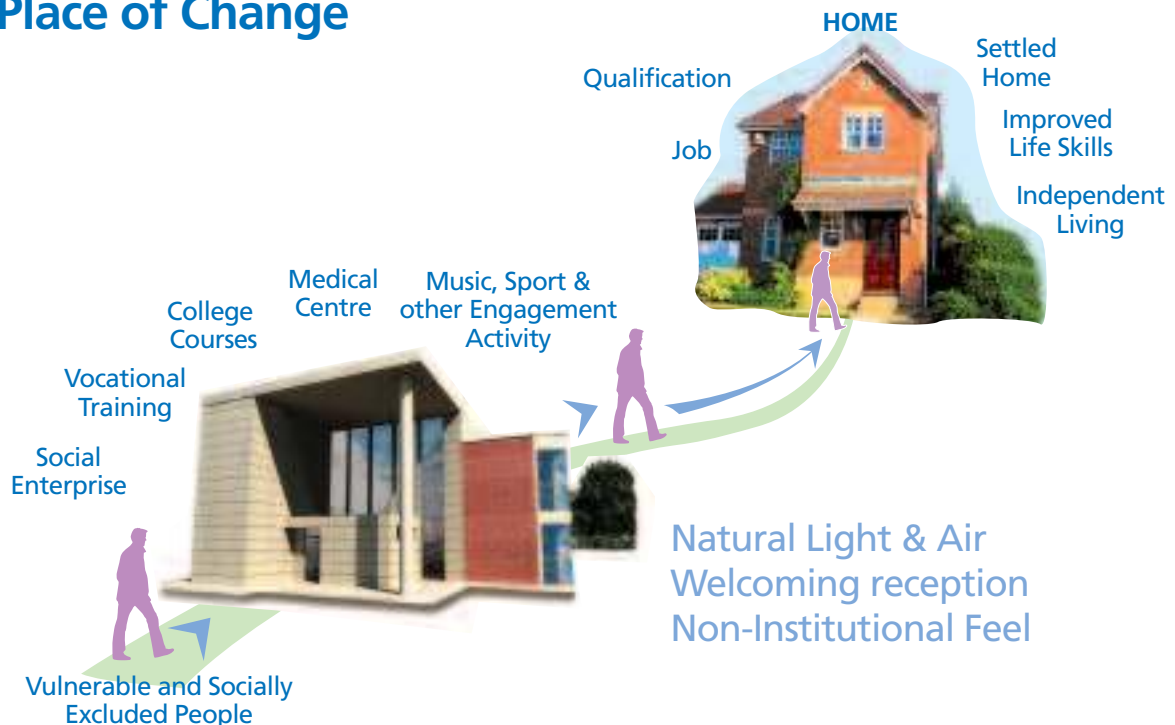 Place of Change
HOME
Qualification
Settled
Home
Job
Improved
Life Skills
Independent
Living
Medical
Centre
Music, Sport &
other Engagement
Activity
College
Courses
Vocational
Training
Social
Enterprise
Natural Light & Air
Welcoming reception
Non-Institutional Feel
Vulnerable and Socially
Excluded People